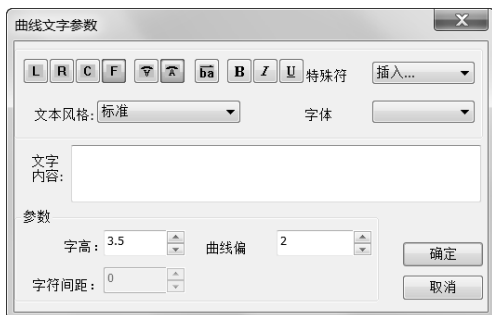 曲线文字参数
L R C F A A ba B I U 特殊符 插入...
文本风格: 标准 字体
文字
内容:
参数
字高: 3.5 曲线偏 2 确定
字符间距: 0 取消